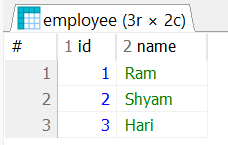 employee (3r × 2c)
# 1 id 2 name
1 1 Ram
2 2 Shyam
3 3 Hari